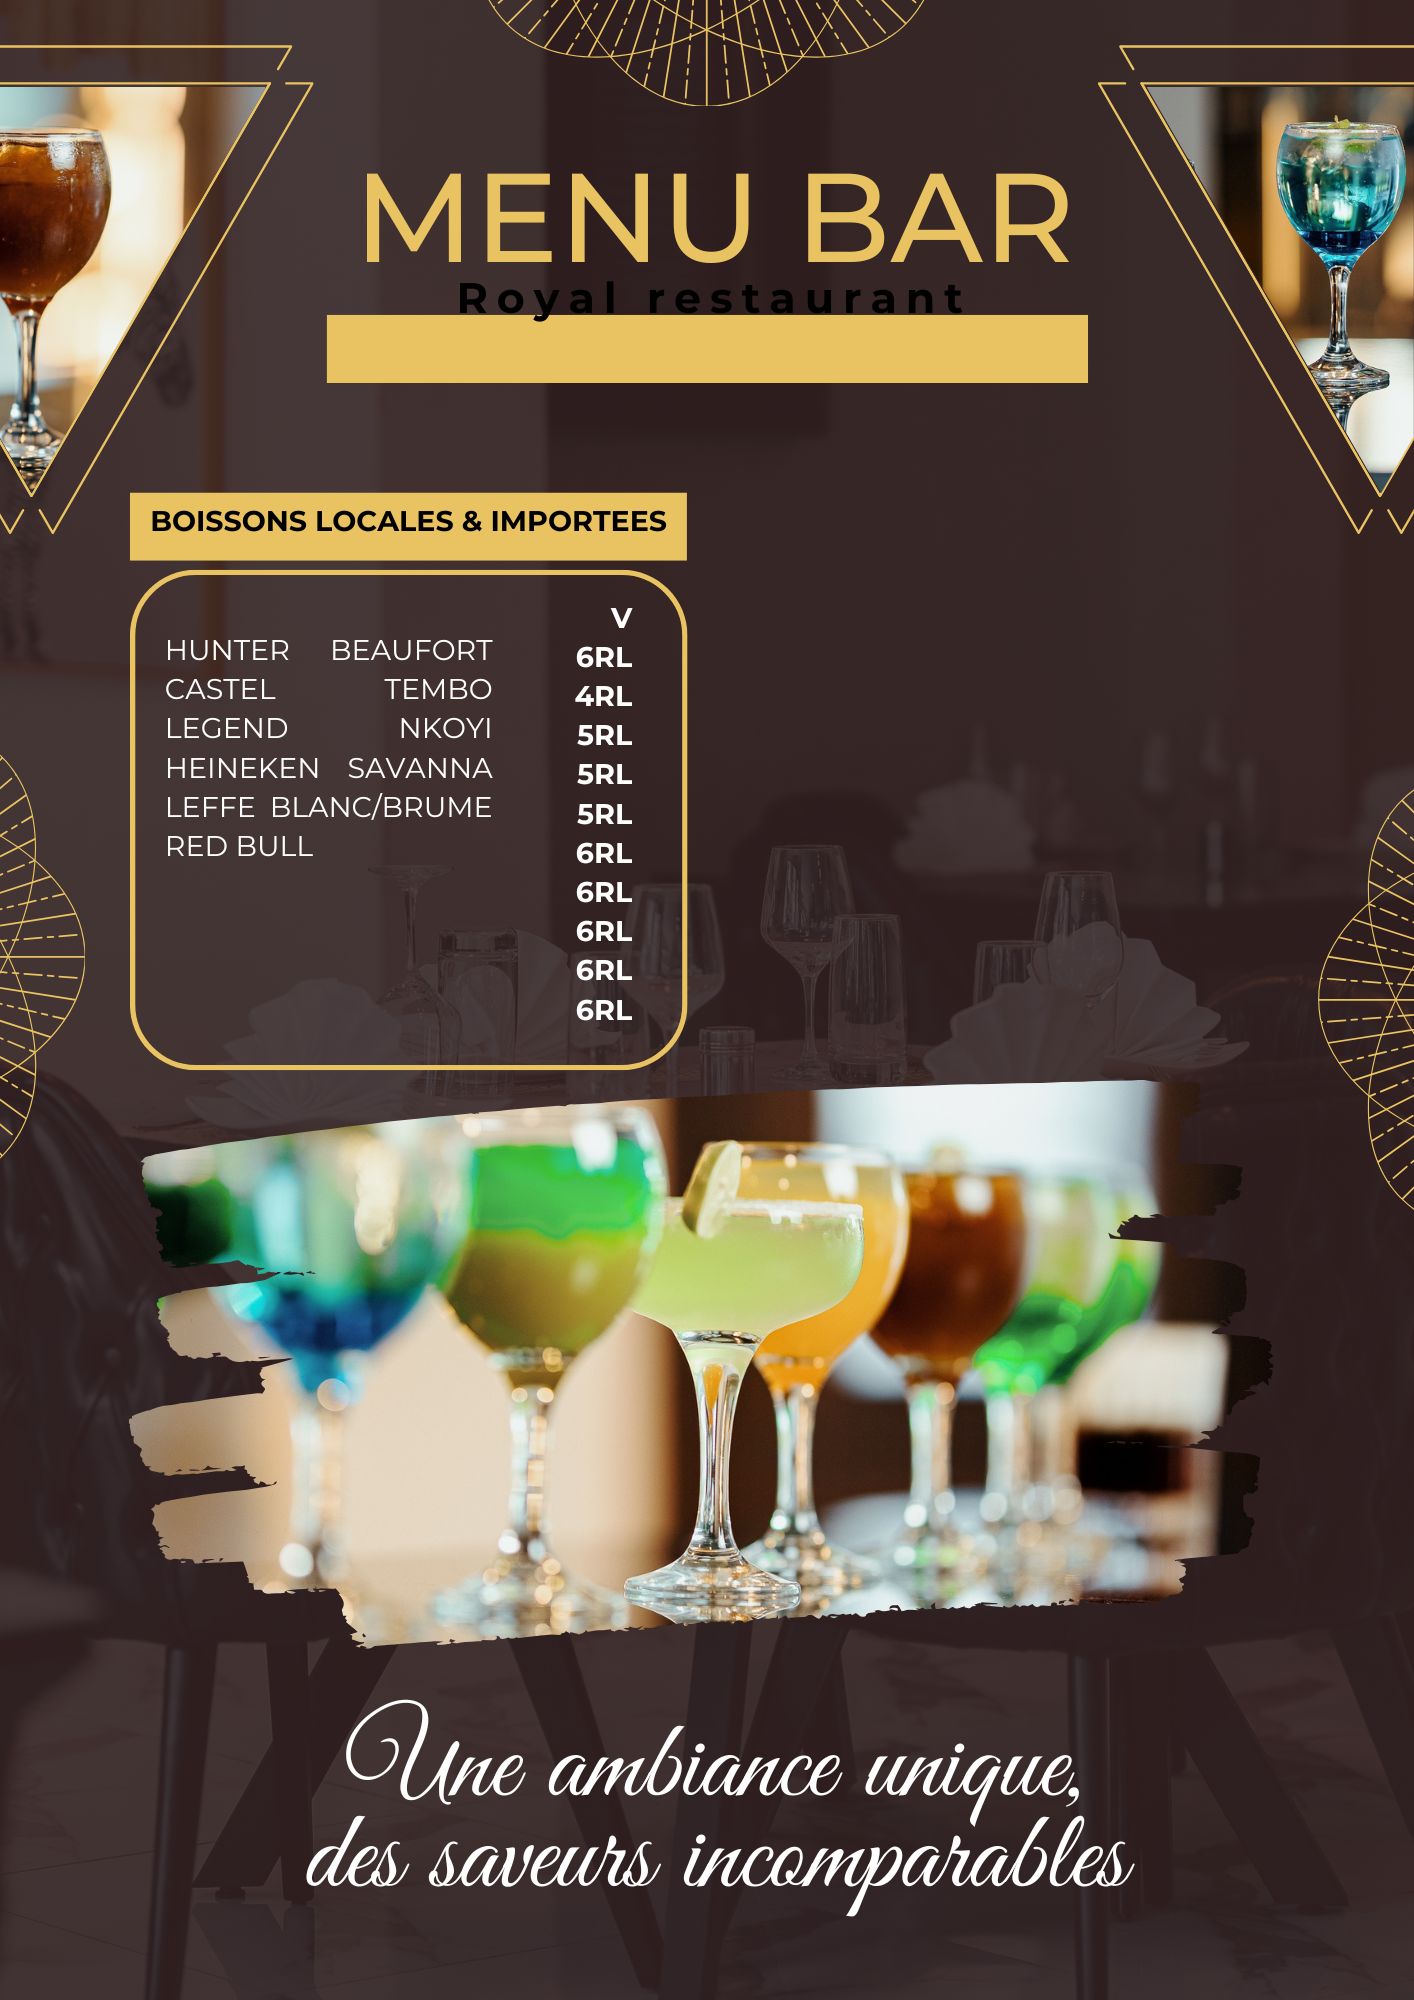 MENU BAR
Royal restaurant
BOISSONS LOCALES & IMPORTEES
HUNTER BEAUFORT
CASTEL TEMBO
LEGEND NKOYI
HEINEKEN SAVANNA
LEFFE BLANC/BRUME
RED BULL
V
6RL
4RL
5RL
5RL
5RL
6RL
6RL
6RL
6RL
6RL
Une ambiance unique,
des saveurs incomparables